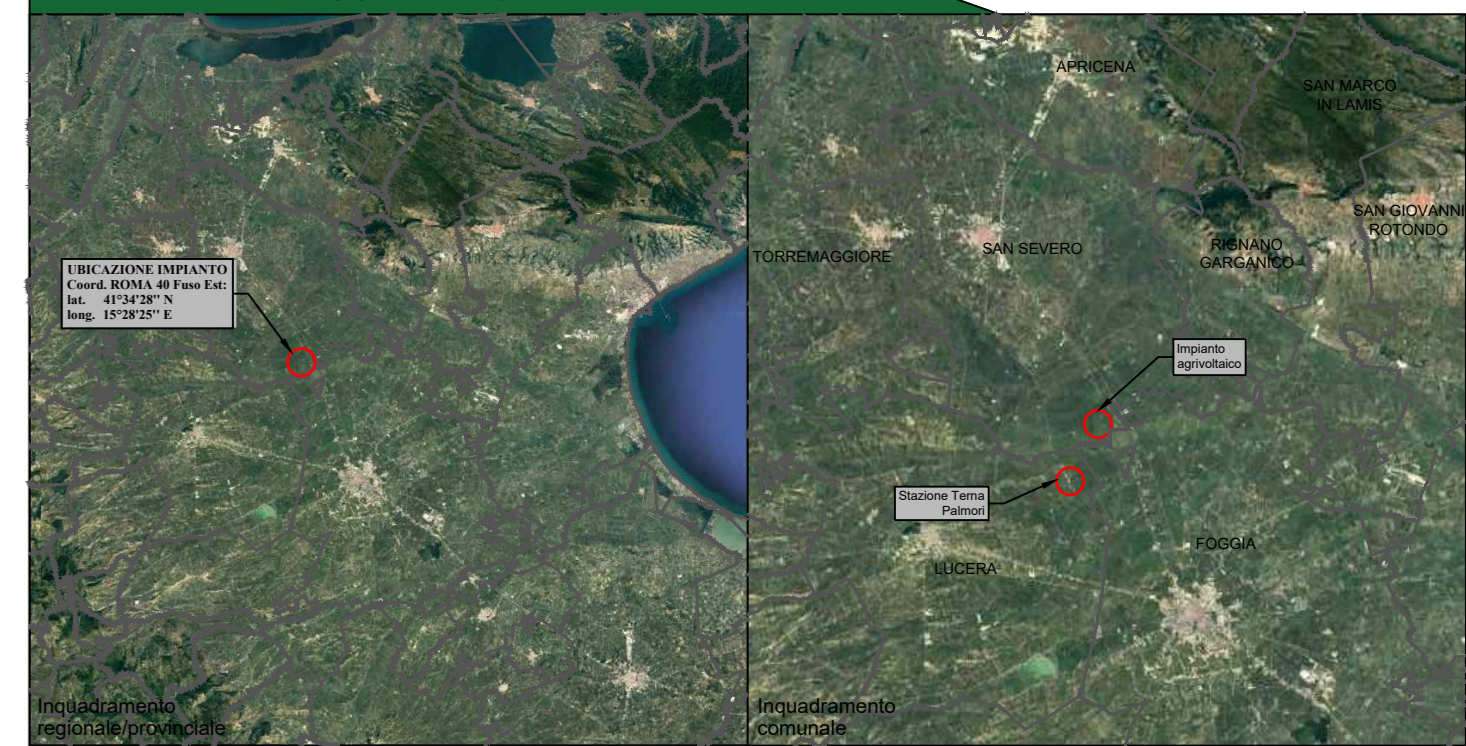 UBICAZIONE IMPIANTO
Coord. ROMA 40 Fuso Est:
lat. 41°34'28'' N
long. 15°28'25'' E
Inquadramento
regionale/provinciale
APRICENA
SAN MARCO
IN LAMIS
SAN GIOVANNI
ROTONDO
TORREMAGGIORE
SAN SEVERO
RIGNANO
GARGANICO
Impianto
agrivoltaico
Stazione Terna
Palmori
FOGGIA
LUCERA
Inquadramento
comunale